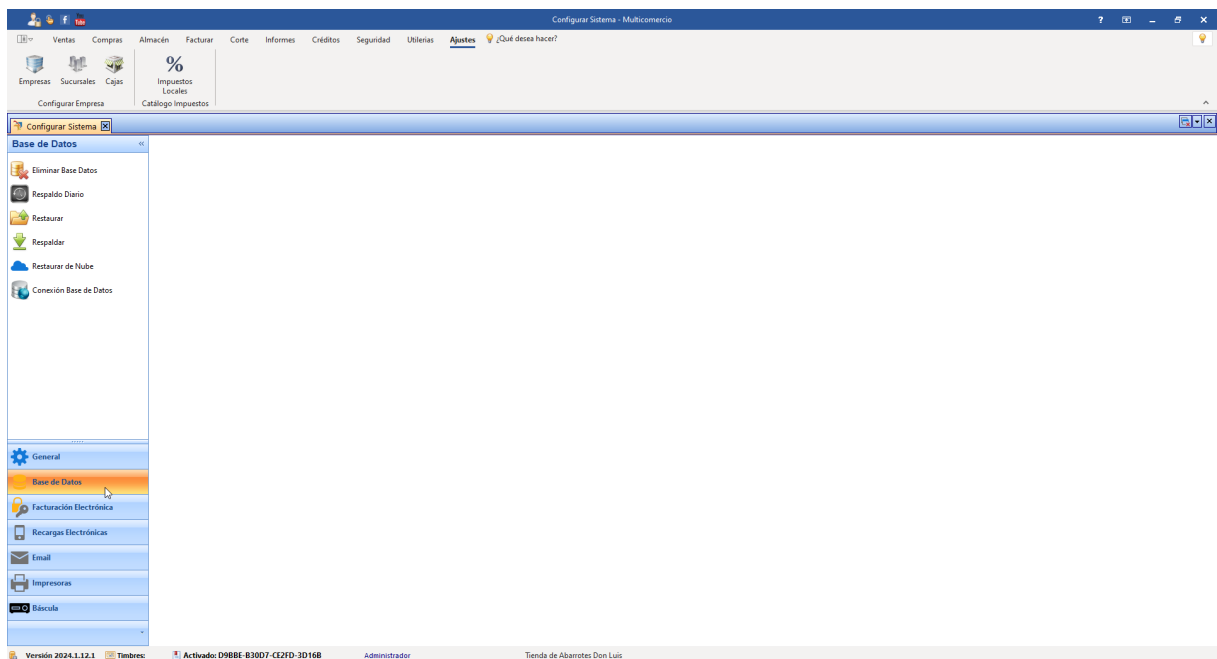 Configurar Sistema - Multicomercio
Ventas Compras Almacén Facturar Corte Informes Créditos Seguridad Utilerias Ajustes ¿Qué desea hacer?
Empresas Sucursales Cajas Impuestos Locales
Configurar Empresa Catálogo Impuestos
Configurar Sistema
Base de Datos
Eliminar Base Datos
Respaldo Diario
Restaurar
Respaldar
Restaurar de Nube
Conexión Base de Datos
General
Base de Datos
Facturación Electrónica
Recargas Electrónicas
Email
Impresoras
Báscula
Versión 2024.1.12.1 Timbres: Activado: D9BBE-B30D7-CE2FD-3D16B Administrador Tienda de Abarrotes Don Luis